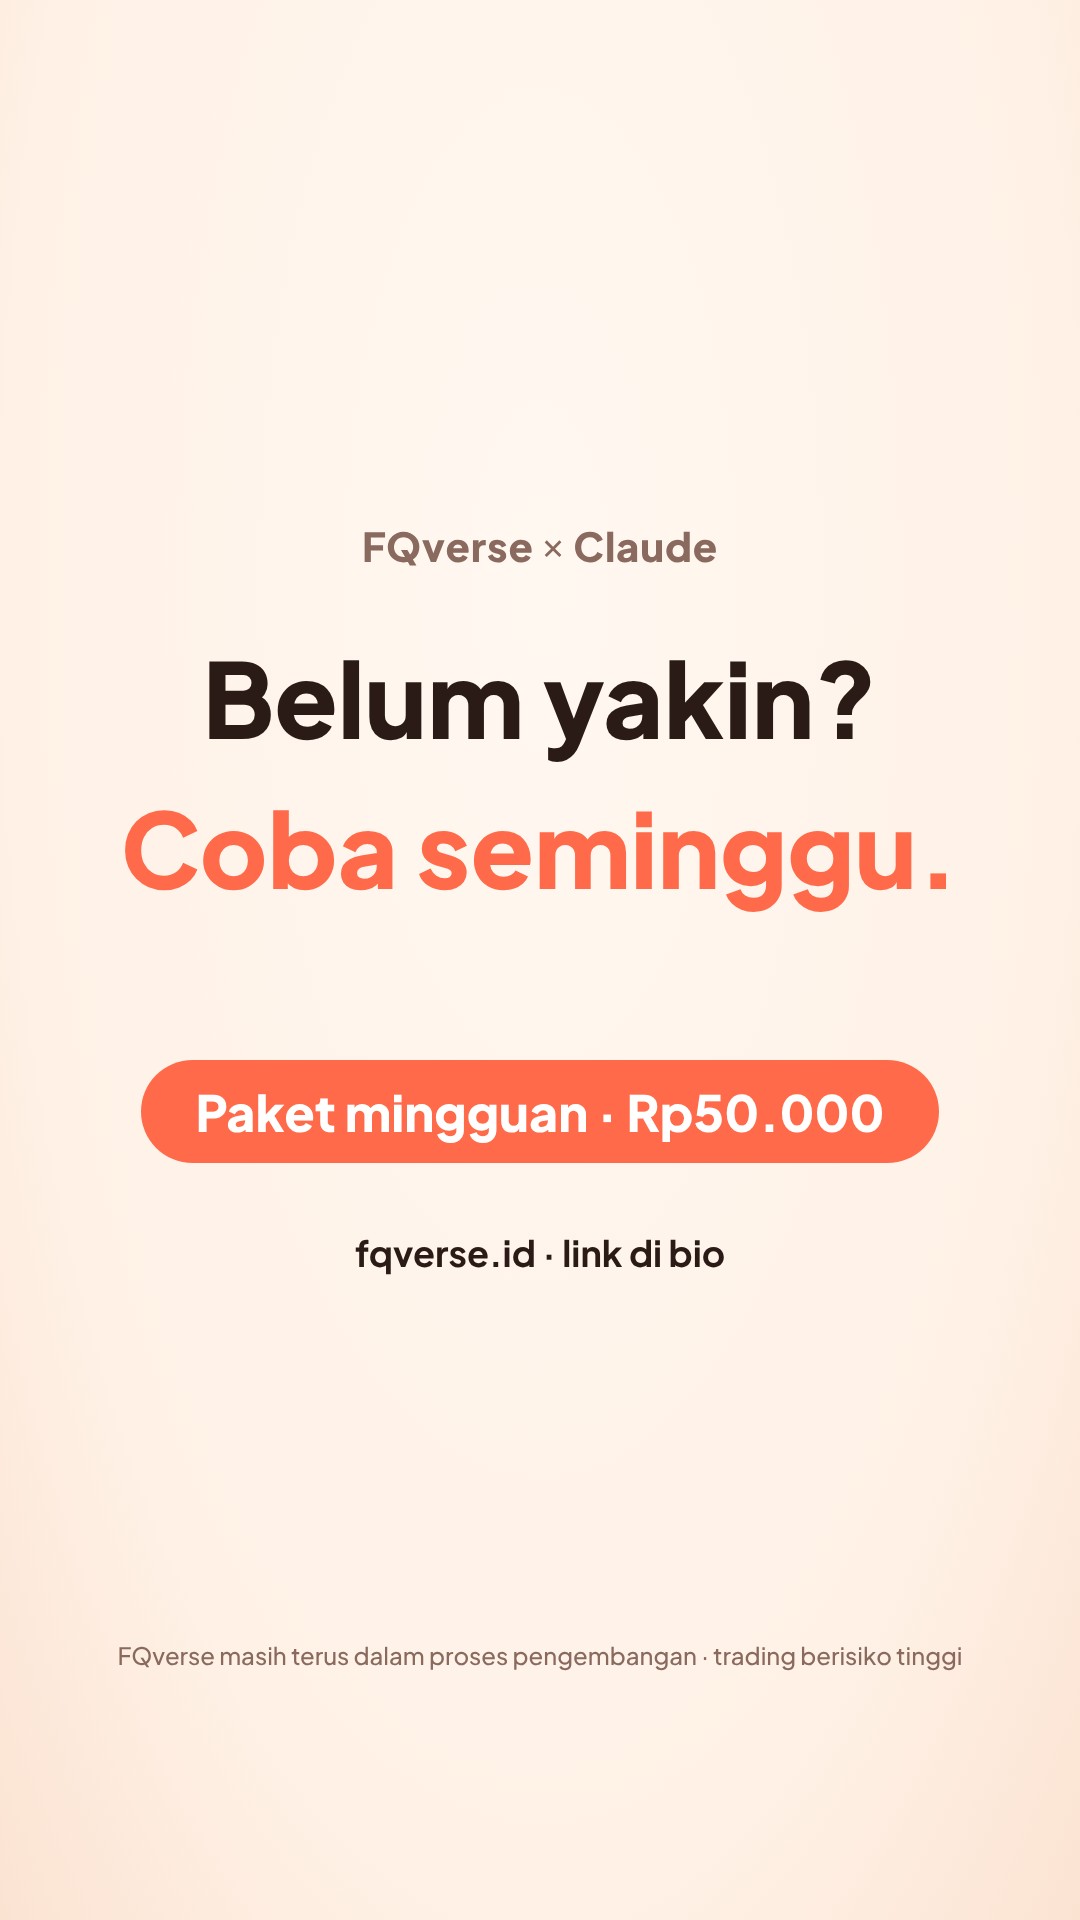 FQverse × Claude
Belum yakin?
Coba seminggu.
Paket mingguan · Rp50.000
fqverse.id · link di bio
FQverse masih terus dalam proses pengembangan · trading berisiko tinggi